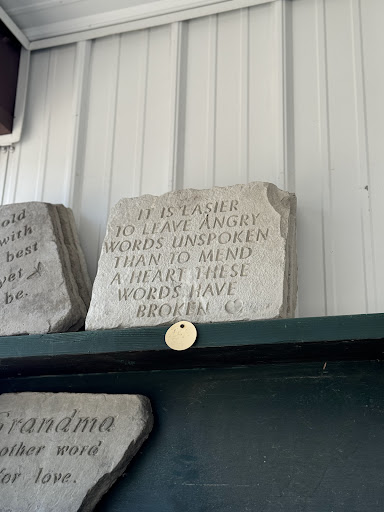 IT IS EASIER
TO LEAVE ANGRY
WORDS UNSPOKEN
THAN TO MEND
A HEART THESE
WORDS HAVE
BROKEN
old
with
best
yet
be.
Grandma
other word
for love.